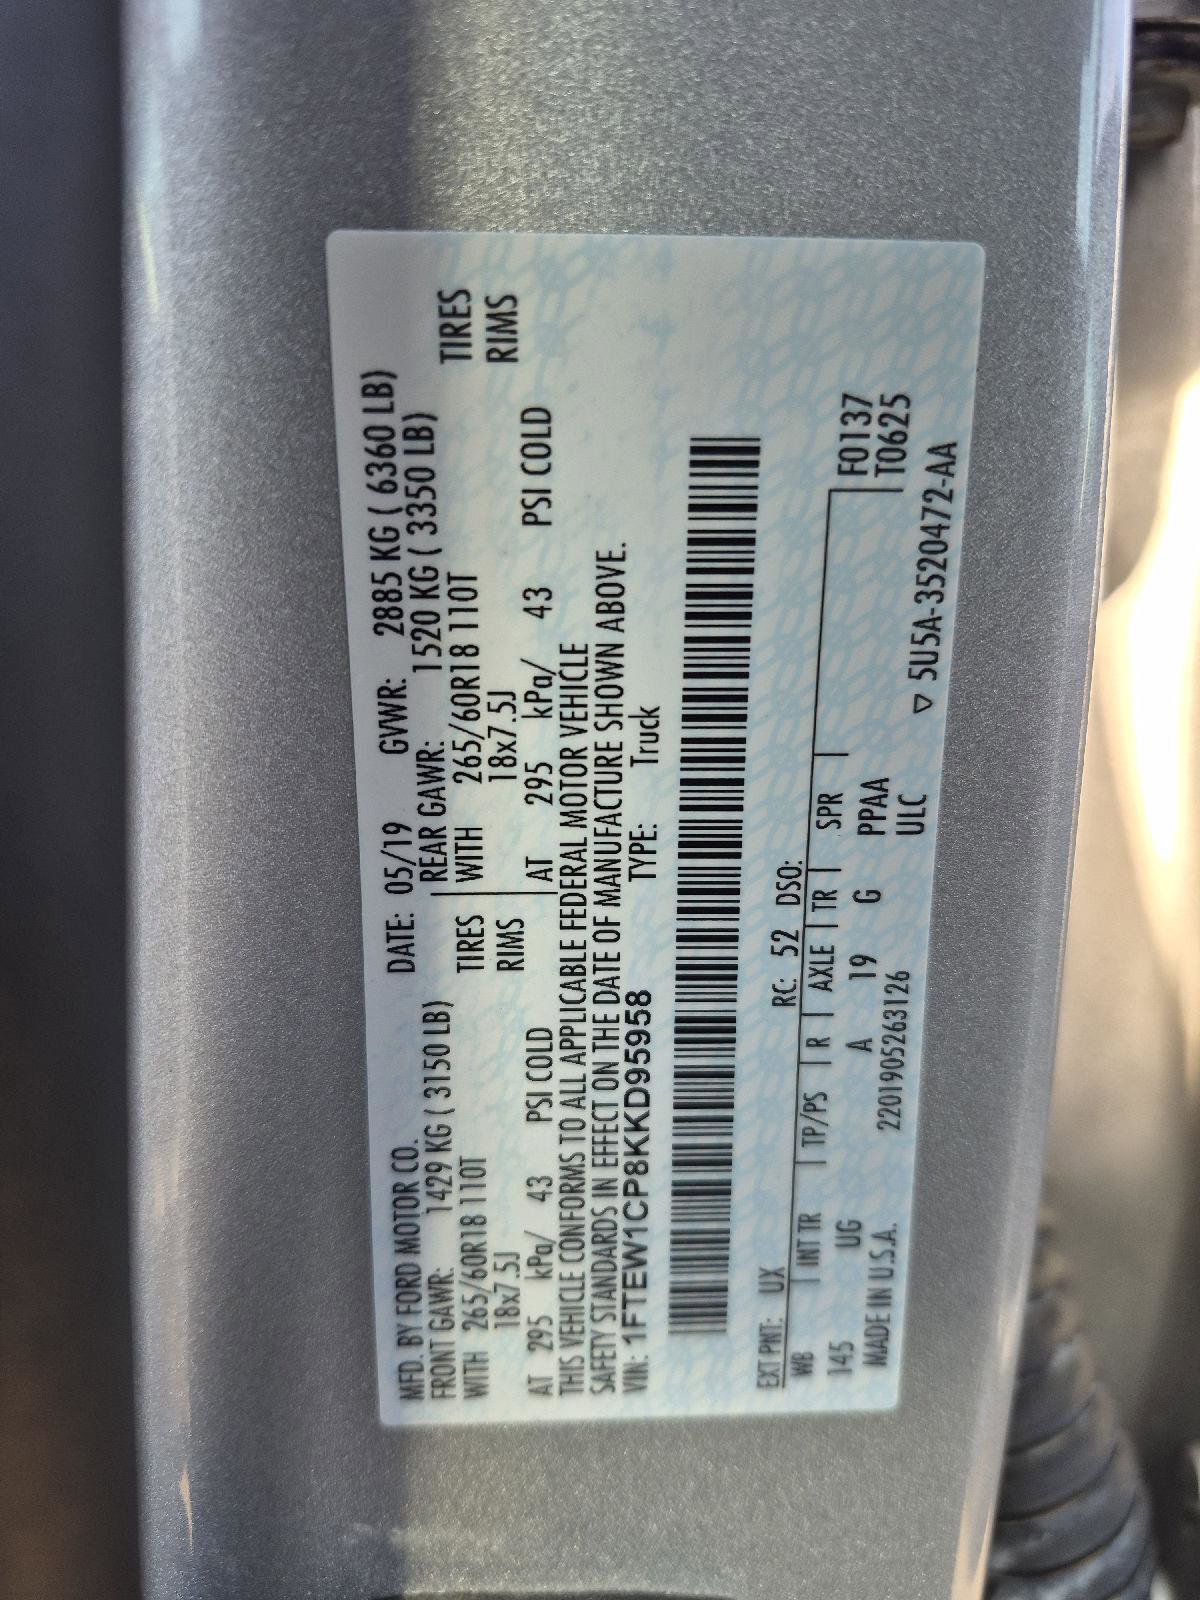 MFD. BY FORD MOTOR CO. DATE: 05/19 GVWR: 2885 KG ( 6360 LB)
FRONT GAWR: 1429 KG ( 3150 LB) REAR GAWR: 1520 KG ( 3350 LB)
WITH 265/60R18 110T TIRES WITH 265/60R18 110T TIRES
18x7.5J RIMS 18x7.5J RIMS
AT 295 kPa/ 43 PSI COLD AT 295 kPa/ 43 PSI COLD
THIS VEHICLE CONFORMS TO ALL APPLICABLE FEDERAL MOTOR VEHICLE
SAFETY STANDARDS IN EFFECT ON THE DATE OF MANUFACTURE SHOWN ABOVE.
VIN: 1FTEW1CP8KKD95958 TYPE: Truck
EXT PNT: UX RC: 52 DSO:
WB INT TR TP/PS R AXLE TR SPR F0137
145 UG A 19 G PPAA T0625
MADE IN U.S.A. 2201905263126 ULC ▽ 5U5A-3520472-AA